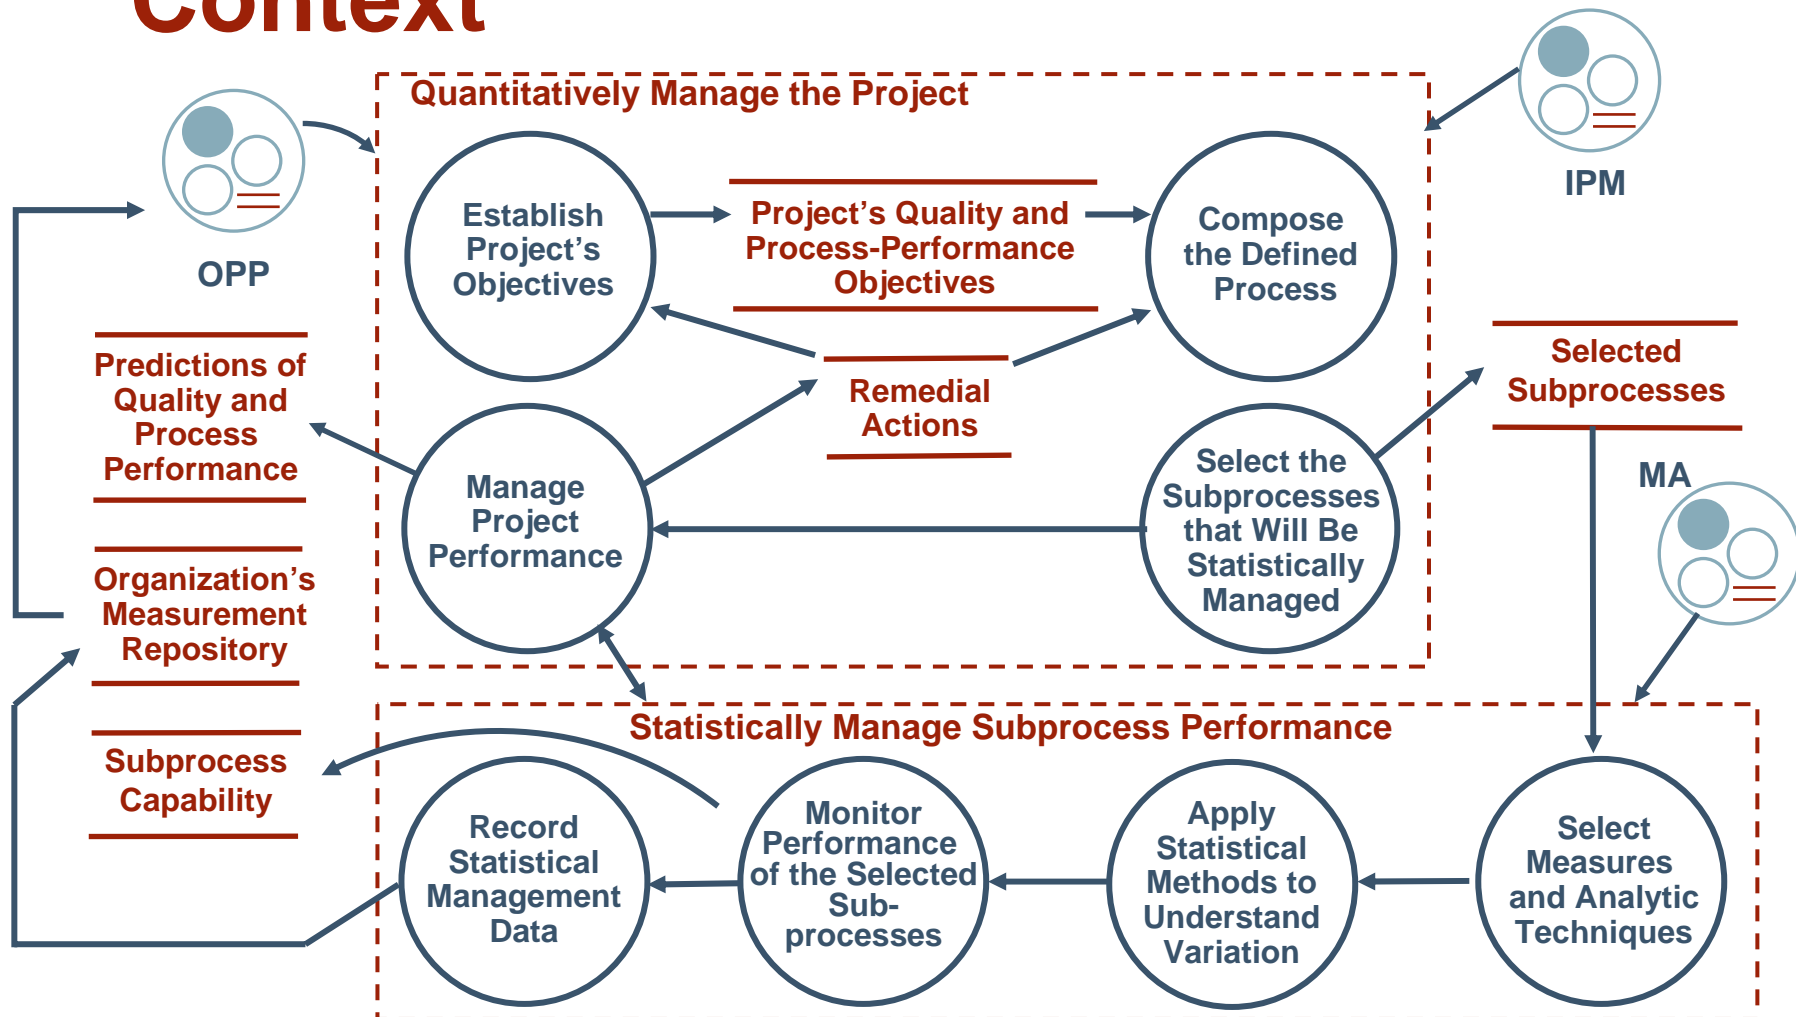 Context
Quantitatively Manage the Project
IPM
OPP
Establish
Project’s
Objectives
Project’s Quality and
Process-Performance
Objectives
Compose
the Defined
Process
Predictions of
Quality and
Process
Performance
Remedial
Actions
Selected
Subprocesses
Manage
Project
Performance
Select the
Subprocesses
that Will Be
Statistically
Managed
MA
Organization’s
Measurement
Repository
Statistically Manage Subprocess Performance
Subprocess
Capability
Record
Statistical
Management
Data
Monitor
Performance
of the Selected
Sub-
processes
Apply
Statistical
Methods to
Understand
Variation
Select
Measures
and Analytic
Techniques